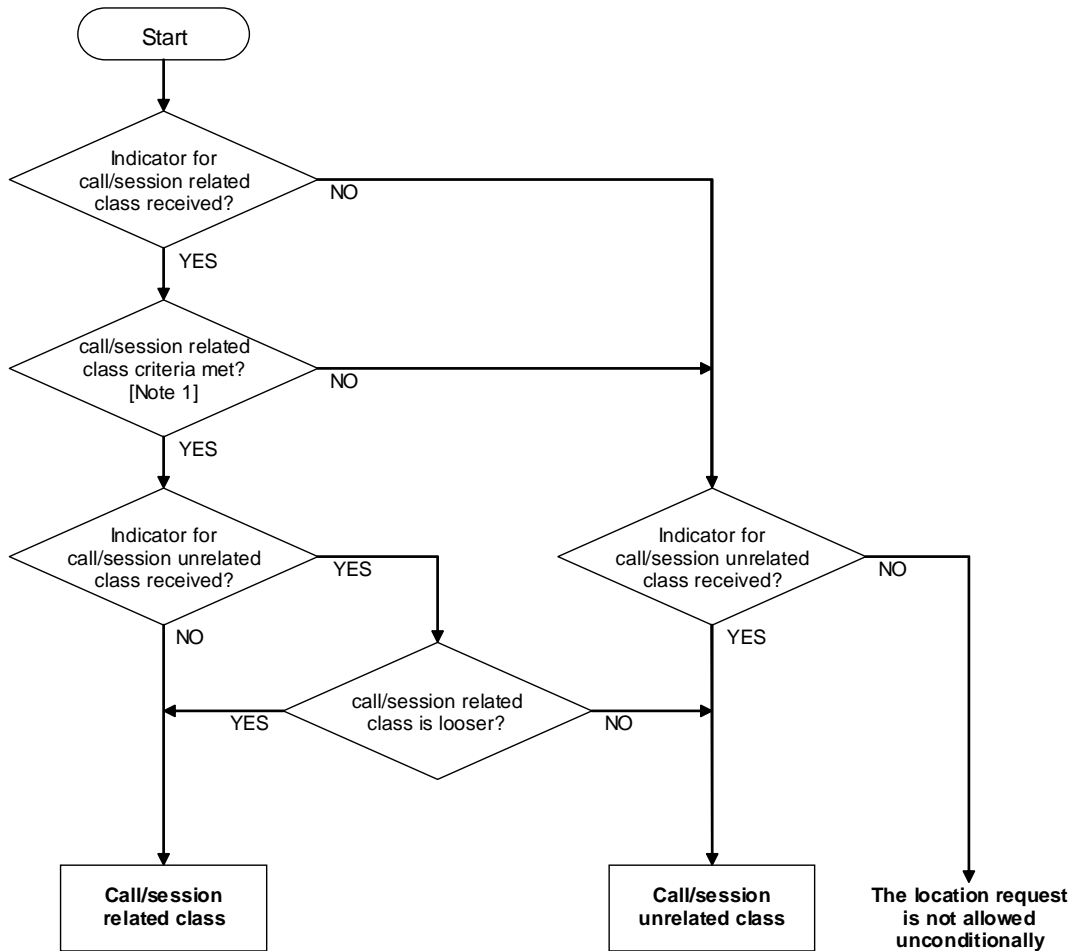 Start
Indicator for
call/session related
class received?
NO
YES
call/session related
class criteria met?
[Note 1]
NO
YES
Indicator for
call/session unrelated
class received?
YES
NO
Indicator for
call/session unrelated
class received?
NO
YES
call/session related
class is looser?
YES
NO
Call/session
related class
Call/session
unrelated class
The location request
is not allowed
unconditionally